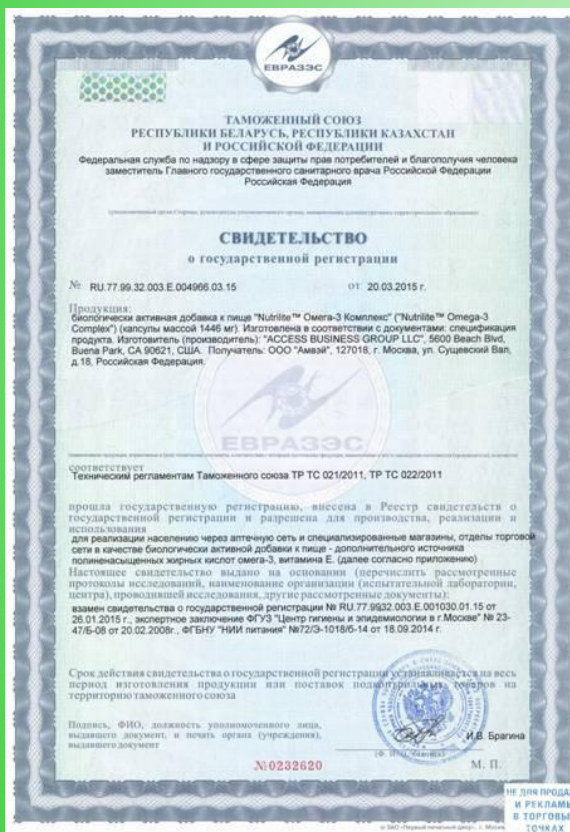 ЕВРАЗЭС
ТАМОЖЕННЫЙ СОЮЗ
РЕСПУБЛИКИ БЕЛАРУСЬ, РЕСПУБЛИКИ КАЗАХСТАН
И РОССИЙСКОЙ ФЕДЕРАЦИИ
Федеральная служба по надзору в сфере защиты прав потребителей и благополучия человека
заместитель Главного государственного санитарного врача Российской Федерации
Российская Федерация
СВИДЕТЕЛЬСТВО
о государственной регистрации
№ RU.77.99.32.003.Е.004966.03.15 от 20.03.2015 г.
Продукция:
биологически активная добавка к пище "Nutrilite™ Омега-3 Комплекс" ("Nutrilite™ Omega-3
Complex") (капсулы массой 1446 мг). Изготовлена в соответствии с документами: спецификация
продукта. Изготовитель (производитель): "ACCESS BUSINESS GROUP LLC", 5600 Beach Blvd,
Buena Park, CA 90621, США. Получатель: ООО "Амвэй", 127018, г. Москва, ул. Сущевский Вал,
д.18, Российская Федерация.
ЕВРАЗЭС
соответствует
Техническим регламентам Таможенного союза ТР ТС 021/2011, ТР ТС 022/2011
прошла государственную регистрацию, внесена в Реестр свидетельств о
государственной регистрации и разрешена для производства, реализации и
использования
для реализации населению через аптечную сеть и специализированные магазины, отделы торговой
сети в качестве биологически активной добавки к пище - дополнительного источника
полиненасыщенных жирных кислот омега-3, витамина Е. (далее согласно приложению)
Настоящее свидетельство выдано на основании (перечислить рассмотренные
протоколы исследований, наименование организации (испытательной лаборатории,
центра), проводившей исследования, другие рассмотренные документы):
взамен свидетельства о государственной регистрации № RU.77.99.32.003.Е.001030.01.15 от
26.01.2015 г., экспертное заключение ФГУЗ "Центр гигиены и эпидемиологии в г.Москве" № 23-
47/Б-08 от 20.02.2008г., ФГБНУ "НИИ питания" №72/Э-1018/б-14 от 18.09.2014 г.
Срок действия свидетельства о государственной регистрации устанавливается на весь
период изготовления продукции или поставок подконтрольных товаров на
территорию таможенного союза
Подпись, ФИО, должность уполномоченного лица,
выдавшего документ, и печать органа (учреждения),
выдавшего документ
И.В. Брагина
№0232620 М. П.
НЕ ДЛЯ ПРОДАЖ
И РЕКЛАМЫ
В ТОРГОВЫХ
ТОЧКАХ